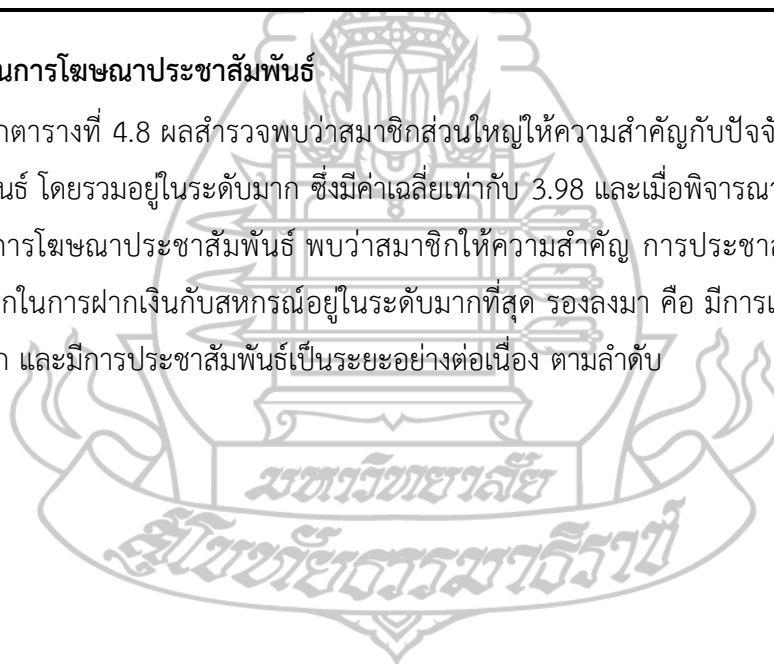 นการโฆษณาประชาสัมพันธ์
กตารางที่ 4.8 ผลสำรวจพบว่าสมาชิกส่วนใหญ่ให้ความสำคัญกับปัจจั
นธ์ โดยรวมอยู่ในระดับมาก ซึ่งมีค่าเฉลี่ยเท่ากับ 3.98 และเมื่อพิจารณา
การโฆษณาประชาสัมพันธ์ พบว่าสมาชิกให้ความสำคัญ การประชาส
กในการฝากเงินกับสหกรณ์อยู่ในระดับมากที่สุด รองลงมา คือ มีการเ
ก และมีการประชาสัมพันธ์เป็นระยะอย่างต่อเนื่อง ตามลำดับ
มหาวิทยาลัย
สุโขทัยธรรมาธิราช